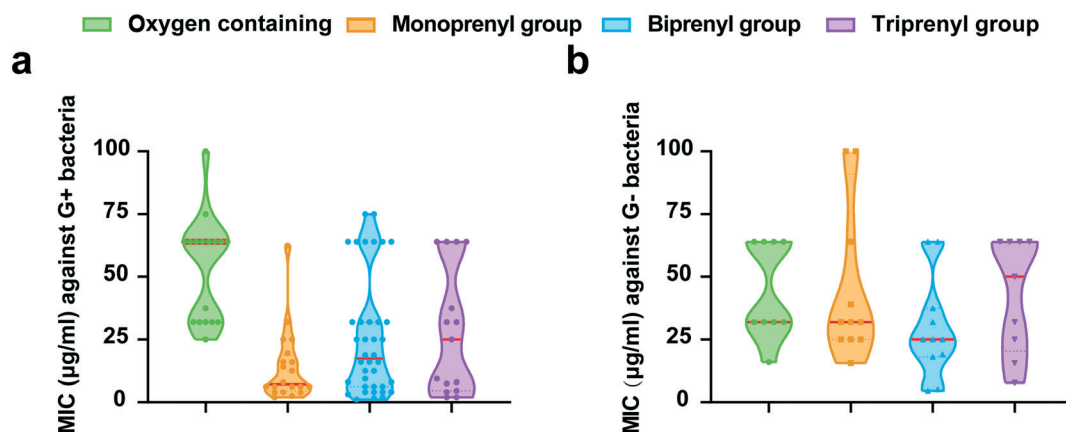 Oxygen containing Monoprenyl group Biprenyl group Triprenyl group
a
MIC (µg/ml) against G+ bacteria
100
75
50
25
0
b
MIC (µg/ml) against G- bacteria
100
75
50
25
0